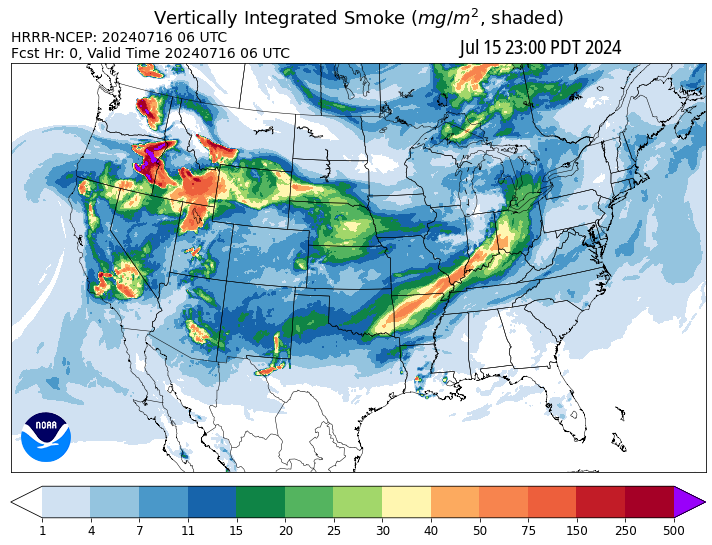 Vertically Integrated Smoke (mg/m², shaded)
HRRR-NCEP: 20240716 06 UTC
Fcst Hr: 0, Valid Time 20240716 06 UTC
Jul 15 23:00 PDT 2024
NOAA
1 4 7 11 15 20 25 30 40 50 75 150 250 500